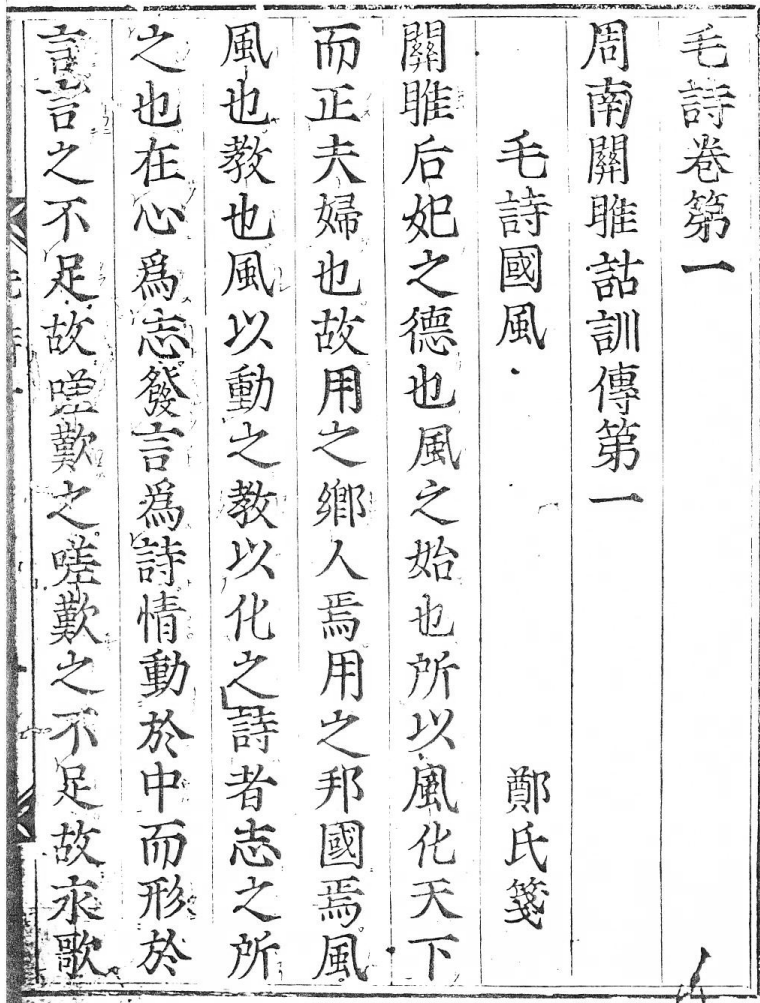 毛詩卷第一
周南關雎詁訓傳第一
毛詩國風 鄭氏箋
關雎后妃之德也風之始也所以風化天下
而正夫婦也故用之鄉人焉用之邦國焉風
風也教也風以動之教以化之詩者志之所
之也在心爲志發言爲詩情動於中而形於
言言之不足故嗟歎之嗟歎之不足故永歌